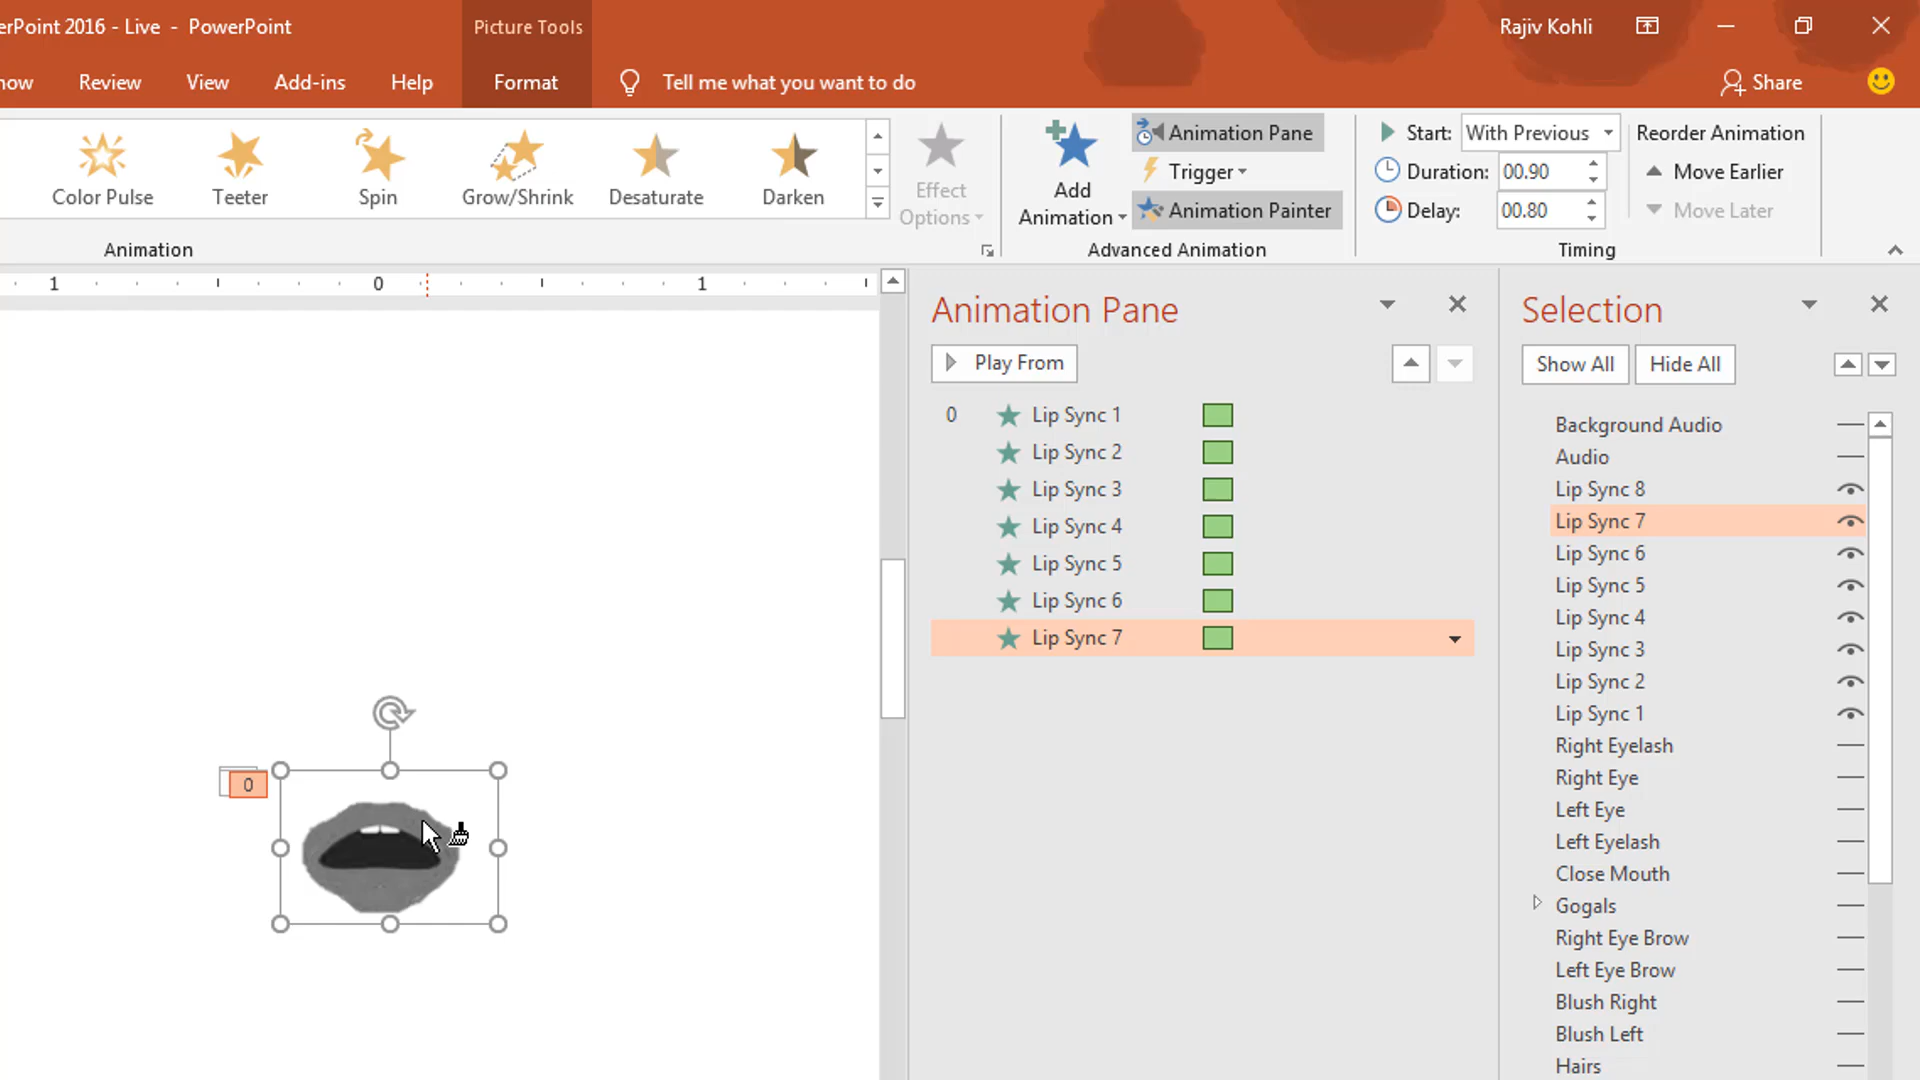 erPoint 2016 - Live - PowerPoint
Picture Tools
Rajiv Kohli
how Review View Add-ins Help Format Tell me what you want to do Share
Color Pulse Teeter Spin Grow/Shrink Desaturate Darken
Animation
Effect
Options
Add
Animation
Animation Pane
Trigger
Animation Painter
Advanced Animation
Start: With Previous
Duration: 00.90
Delay: 00.80
Reorder Animation
Move Earlier
Move Later
Timing
1 0 1
Animation Pane
Play From
0 Lip Sync 1
Lip Sync 2
Lip Sync 3
Lip Sync 4
Lip Sync 5
Lip Sync 6
Lip Sync 7
0
Selection
Show All Hide All
Background Audio
Audio
Lip Sync 8
Lip Sync 7
Lip Sync 6
Lip Sync 5
Lip Sync 4
Lip Sync 3
Lip Sync 2
Lip Sync 1
Right Eyelash
Right Eye
Left Eye
Left Eyelash
Close Mouth
Gogals
Right Eye Brow
Left Eye Brow
Blush Right
Blush Left
Hairs